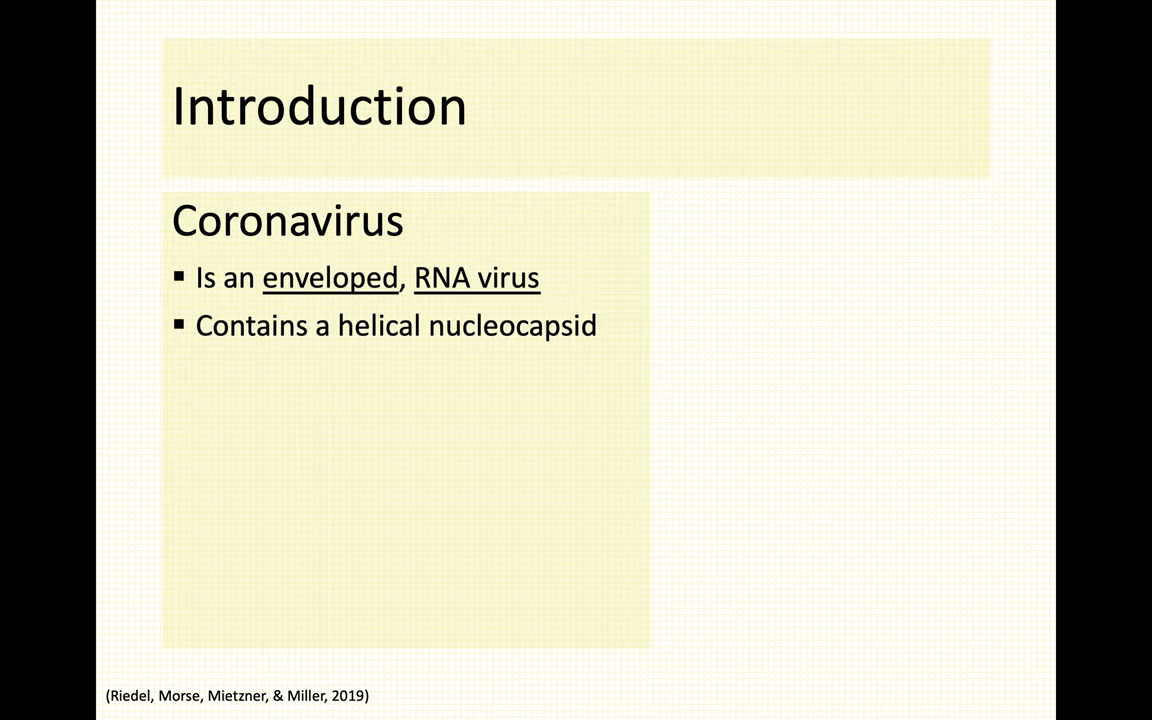 Introduction
Coronavirus
▪ Is an enveloped, RNA virus
▪ Contains a helical nucleocapsid
(Riedel, Morse, Mietzner, & Miller, 2019)